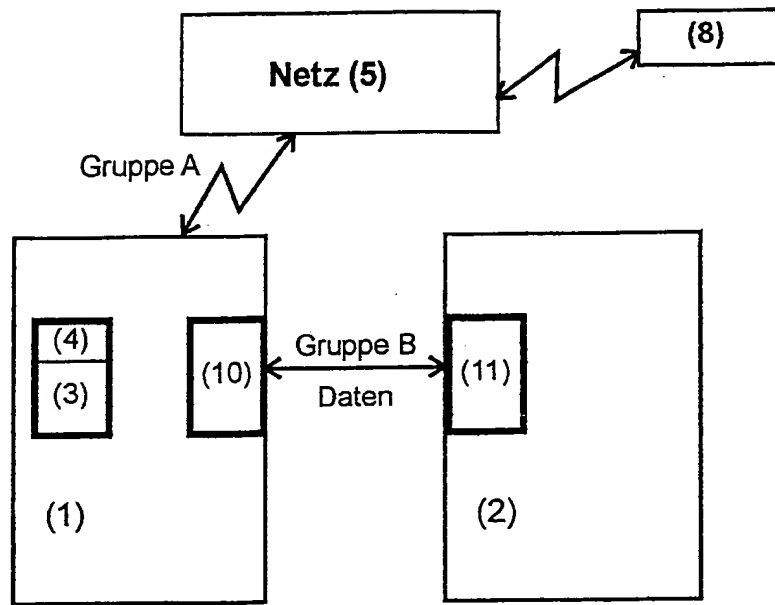 (8)
Netz (5)
Gruppe A
(4)
(3)
(10)
Gruppe B
Daten
(11)
(1)
(2)